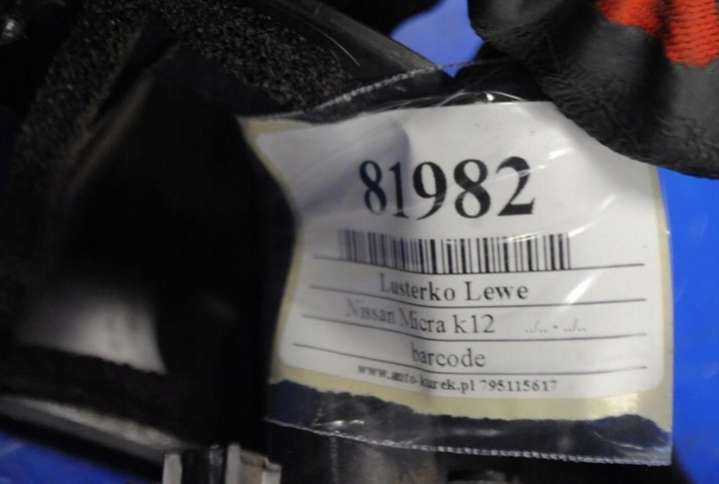 81982
Lusterko Lewe
Nissan Micra k12 ../.. - ../..
barcode
www.auto-kurek.pl 795115617